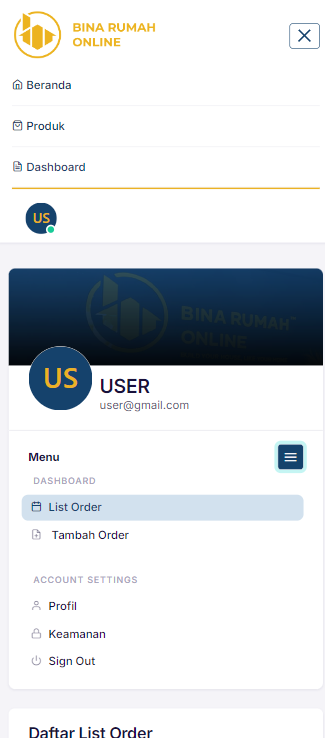 BINA RUMAH
ONLINE
Beranda
Produk
Dashboard
US
BINA RUMAH™
ONLINE
US
USER
user@gmail.com
Menu
DASHBOARD
List Order
Tambah Order
ACCOUNT SETTINGS
Profil
Keamanan
Sign Out
Daftar List Order